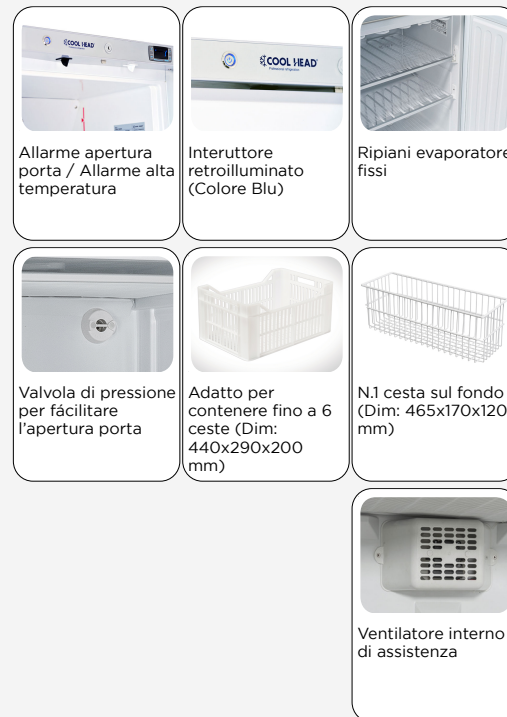 COOL HEAD
COOL HEAD
Professional refrigeration
Allarme apertura
porta / Allarme alta
temperatura
Interuttore
retroilluminato
(Colore Blu)
Ripiani evaporatore
fissi
Valvola di pressione
per fácilitare
l'apertura porta
Adatto per
contenere fino a 6
ceste (Dim:
440x290x200
mm)
N.1 cesta sul fondo
(Dim: 465x170x120
mm)
Ventilatore interno
di assistenza